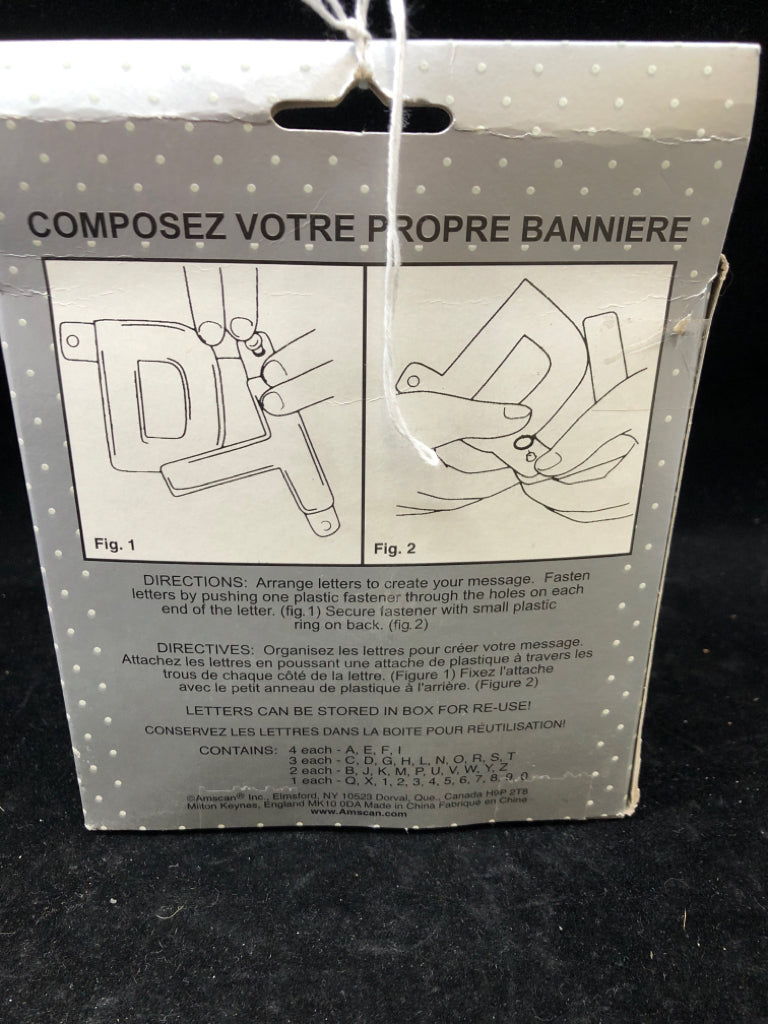 COMPOSEZ VOTRE PROPRE BANNIERE
Fig. 1
Fig. 2
DIRECTIONS: Arrange letters to create your message. Fasten
letters by pushing one plastic fastener through the holes on each
end of the letter. (fig.1) Secure fastener with small plastic
ring on back. (fig.2)
DIRECTIVES: Organisez les lettres pour créer votre message.
Attachez les lettres en poussant une attache de plastique à travers les
trous de chaque côté de la lettre. (Figure 1) Fixez l'attache
avec le petit anneau de plastique à l'arrière. (Figure 2)
LETTERS CAN BE STORED IN BOX FOR RE-USE!
CONSERVEZ LES LETTRES DANS LA BOITE POUR RÉUTILISATION!
CONTAINS: 4 each - A, E, F, I
3 each - C, D, G, H, L, N, O, R, S, T
2 each - B, J, K, M, P, U, V, W, Y, Z
1 each - Q, X, 1, 2, 3, 4, 5, 6, 7, 8, 9, 0
©Amscan® Inc., Elmsford, NY 10523 Dorval, Que., Canada H9P 2T8
Milton Keynes, England MK10 0DA Made in China Fabriqué en Chine
www.Amscan.com